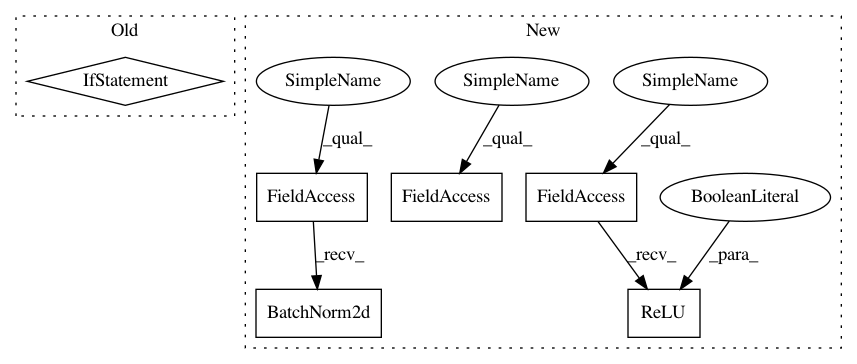 Old
New
IfStatement
SimpleName
SimpleName
SimpleName
_qual_
_qual_
_qual_
FieldAccess
FieldAccess
FieldAccess
BooleanLiteral
_recv_
_recv_
_para_
BatchNorm2d
ReLU